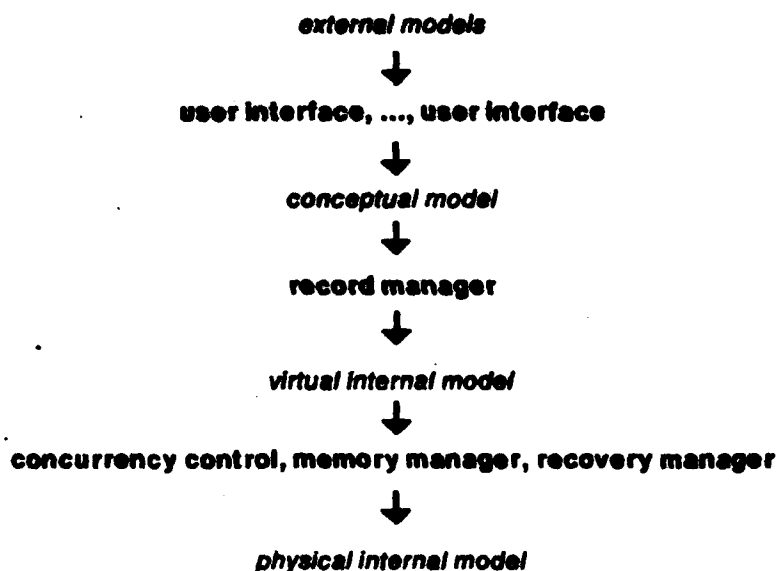 external models
user interface, ..., user interface
conceptual model
record manager
virtual internal model
concurrency control, memory manager, recovery manager
physical internal model